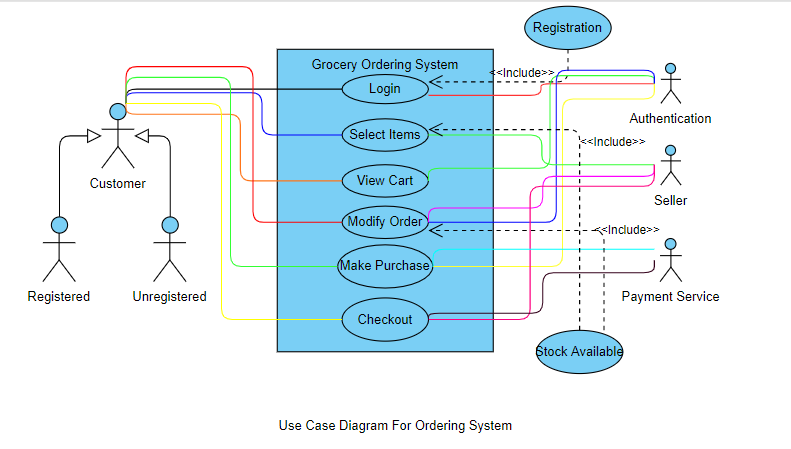 Registration
Grocery Ordering System
<<Include>>
Login
Authentication
Select Items
<<Include>>
View Cart
Customer
Seller
Modify Order
<<Include>>
Make Purchase
Registered
Unregistered
Payment Service
Checkout
Stock Available
Use Case Diagram For Ordering System